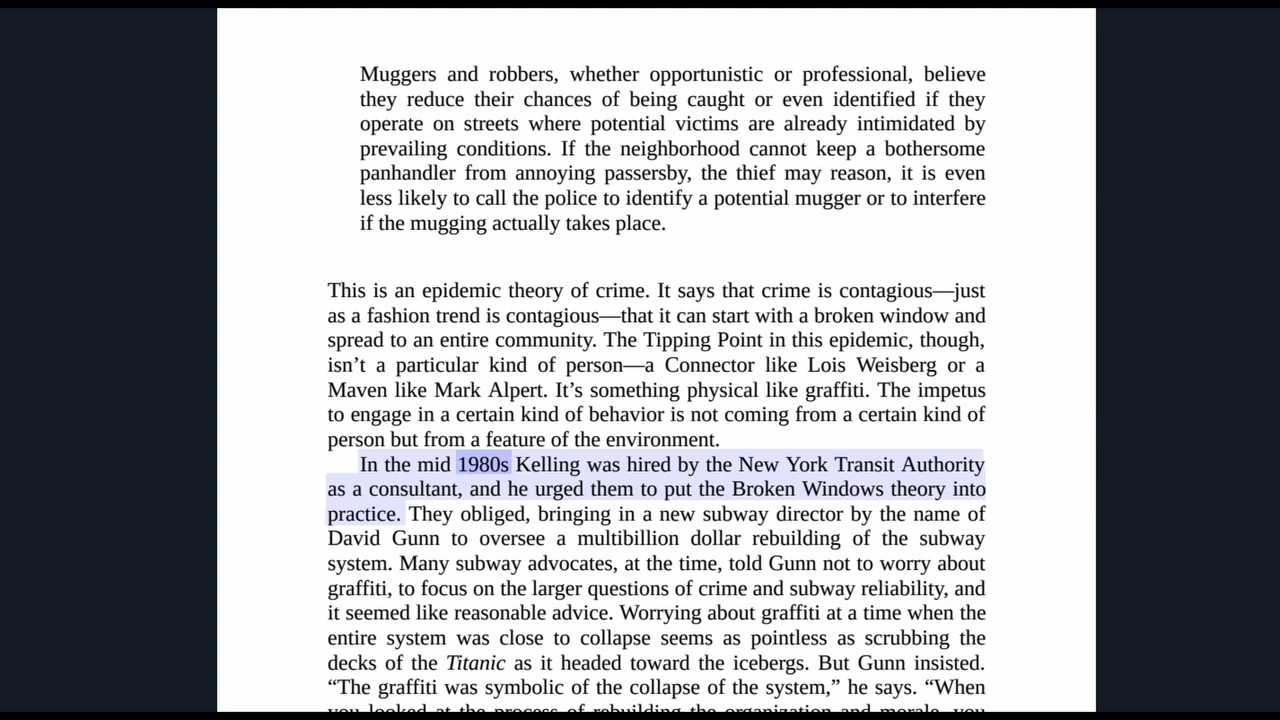 Muggers and robbers, whether opportunistic or professional, believe
they reduce their chances of being caught or even identified if they
operate on streets where potential victims are already intimidated by
prevailing conditions. If the neighborhood cannot keep a bothersome
panhandler from annoying passersby, the thief may reason, it is even
less likely to call the police to identify a potential mugger or to interfere
if the mugging actually takes place.
This is an epidemic theory of crime. It says that crime is contagious—just
as a fashion trend is contagious—that it can start with a broken window and
spread to an entire community. The Tipping Point in this epidemic, though,
isn’t a particular kind of person—a Connector like Lois Weisberg or a
Maven like Mark Alpert. It’s something physical like graffiti. The impetus
to engage in a certain kind of behavior is not coming from a certain kind of
person but from a feature of the environment.
In the mid 1980s Kelling was hired by the New York Transit Authority
as a consultant, and he urged them to put the Broken Windows theory into
practice. They obliged, bringing in a new subway director by the name of
David Gunn to oversee a multibillion dollar rebuilding of the subway
system. Many subway advocates, at the time, told Gunn not to worry about
graffiti, to focus on the larger questions of crime and subway reliability, and
it seemed like reasonable advice. Worrying about graffiti at a time when the
entire system was close to collapse seems as pointless as scrubbing the
decks of the Titanic as it headed toward the icebergs. But Gunn insisted.
“The graffiti was symbolic of the collapse of the system,” he says. “When
you looked at the process of rebuilding the organization and morale, you